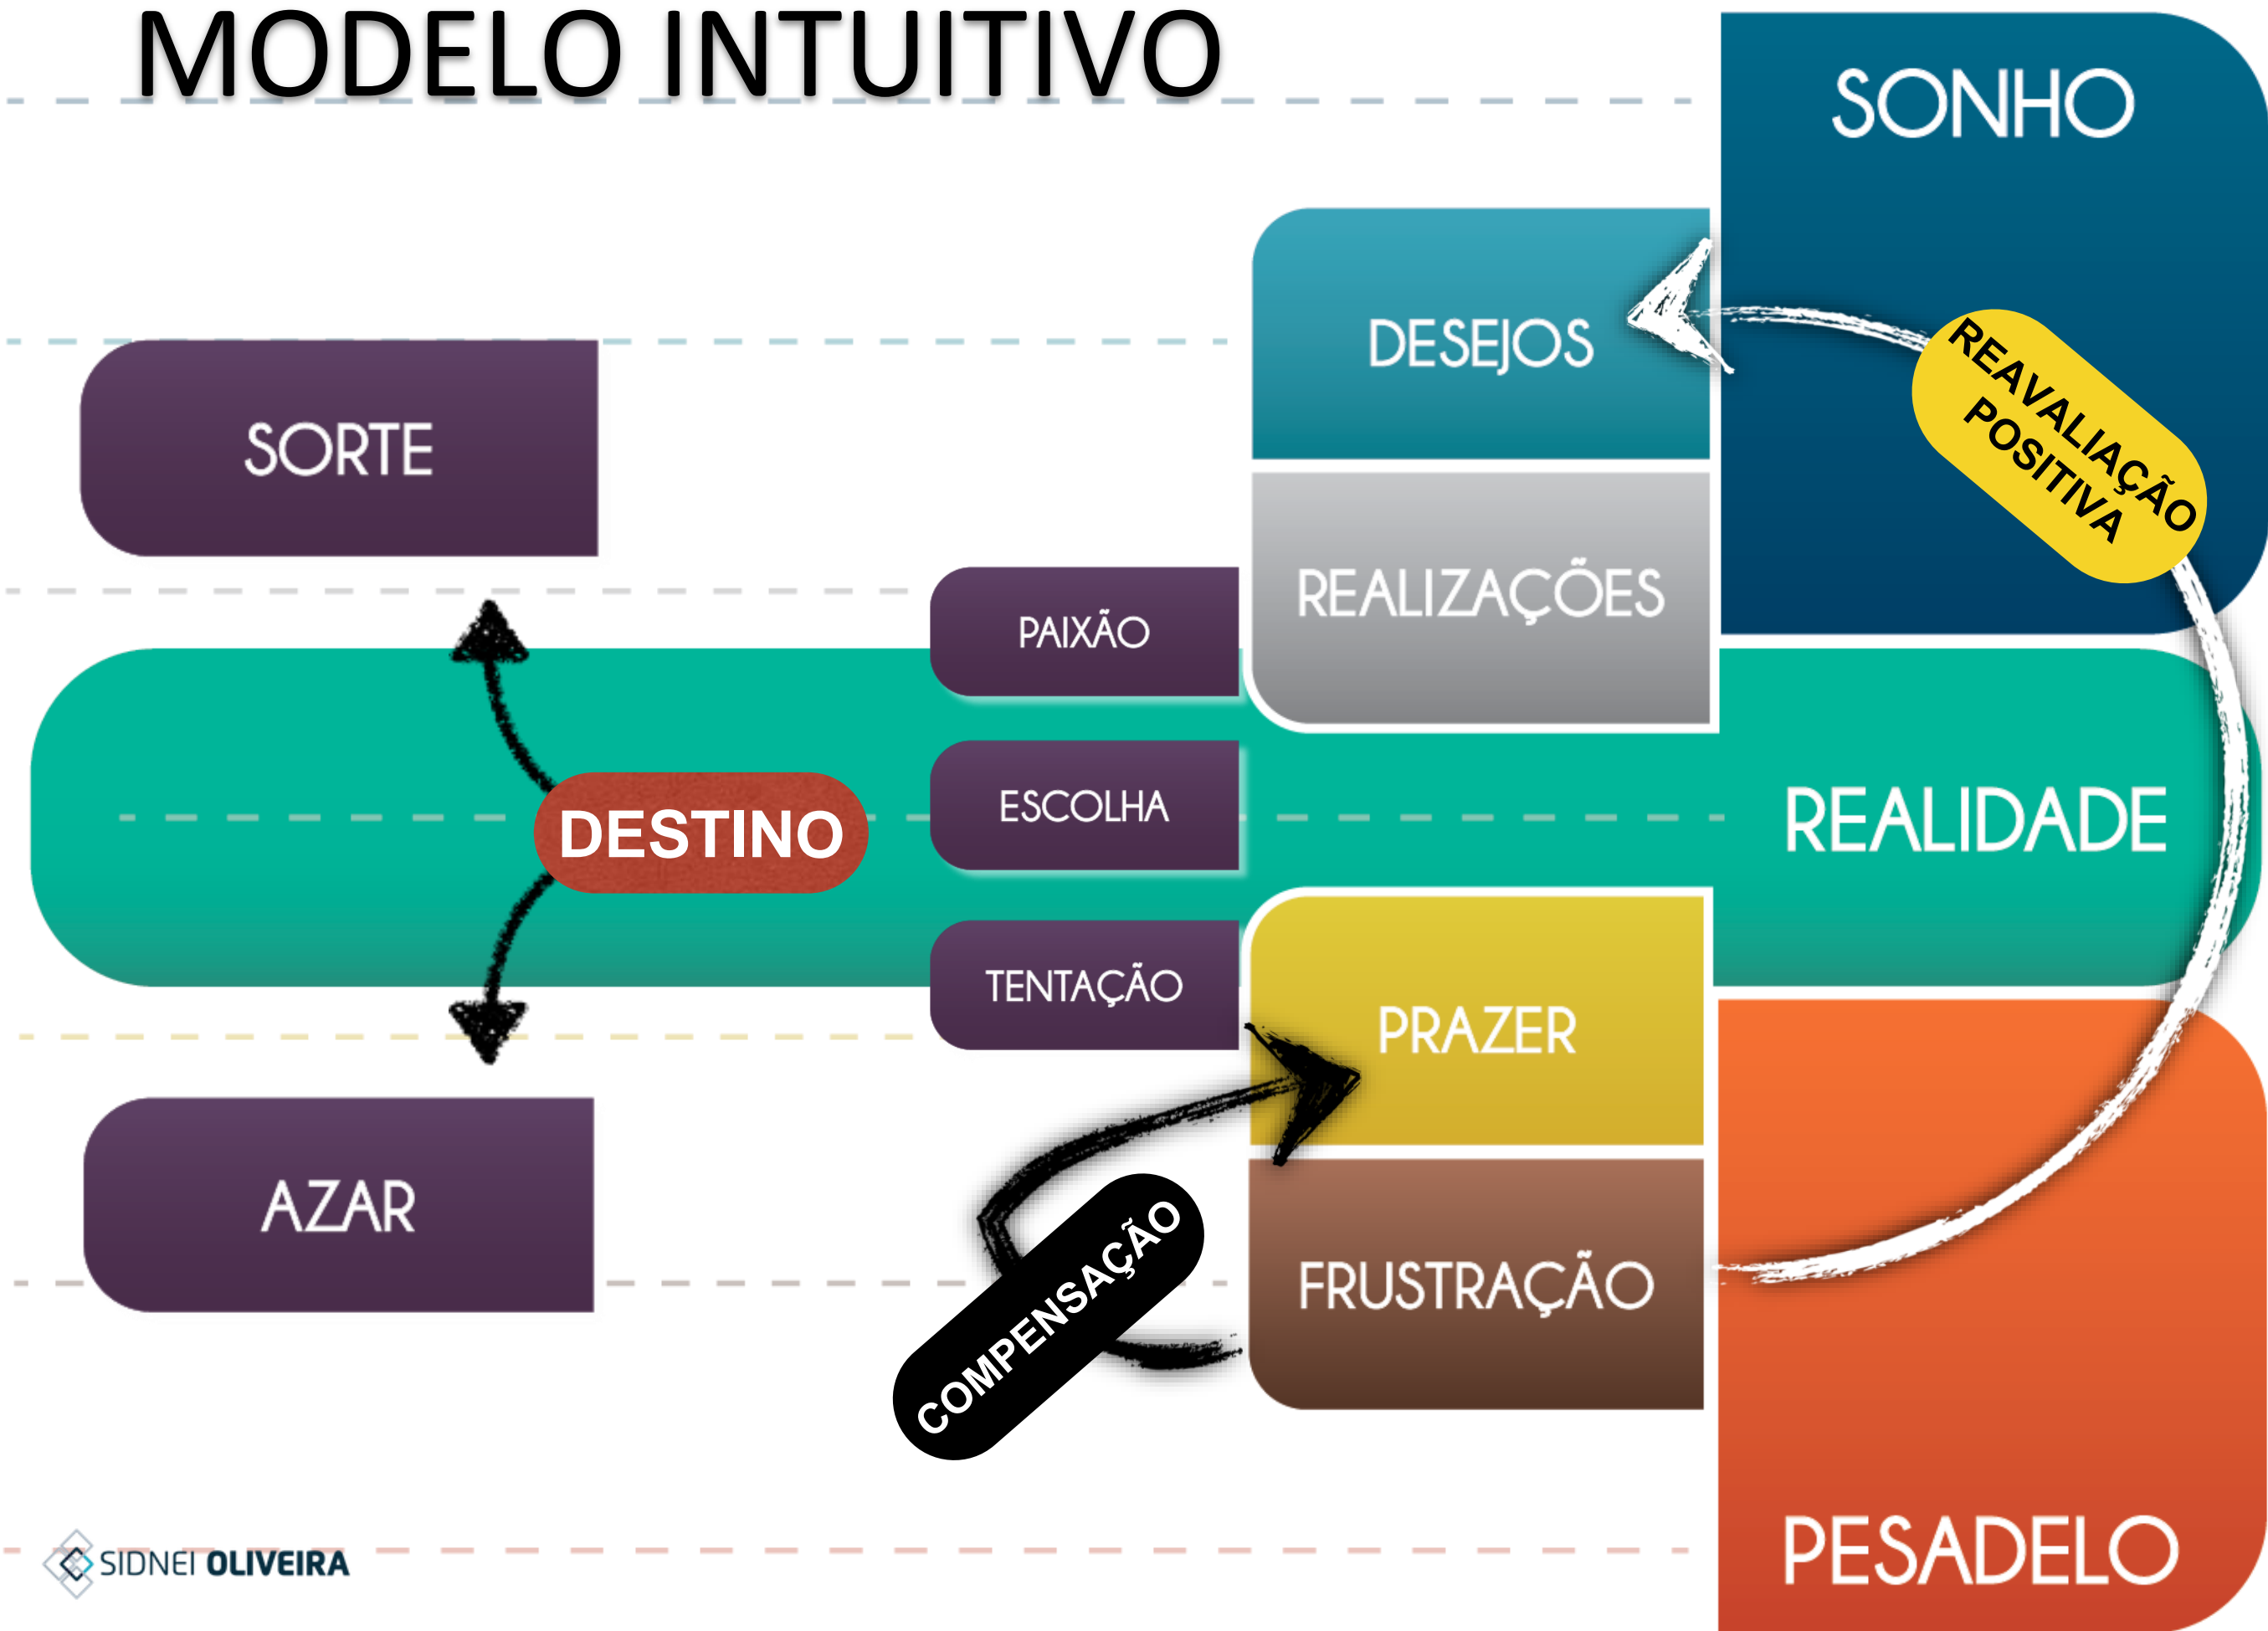 MODELO INTUITIVO
SONHO
DESEJOS
REAVALIAÇÃO
POSITIVA
SORTE
REALIZAÇÕES
PAIXÃO
ESCOLHA
DESTINO
REALIDADE
TENTAÇÃO
PRAZER
AZAR
COMPENSAÇÃO
FRUSTRAÇÃO
PESADELO
SIDNEI OLIVEIRA